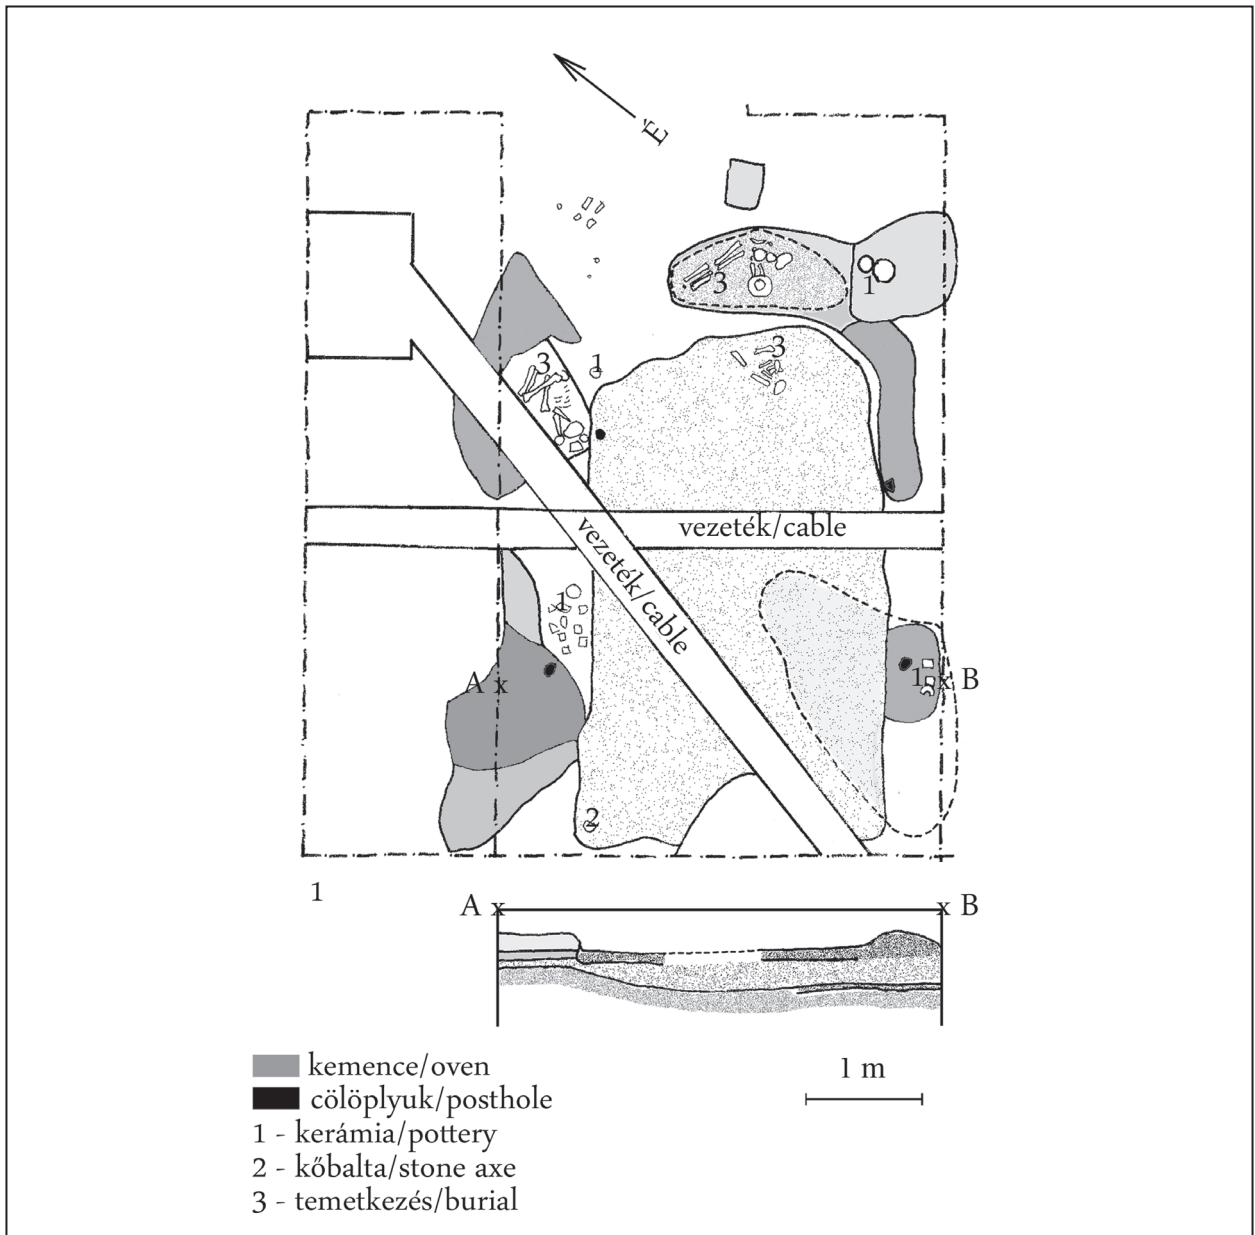 É
1
3
3
3
1
vezeték/cable
vezeték/cable
1
A x
1 x B
2
1
A x
x B
kemence/oven
cölöplyuk/posthole
1 - kerámia/pottery
2 - kőbalta/stone axe
3 - temetkezés/burial
1 m